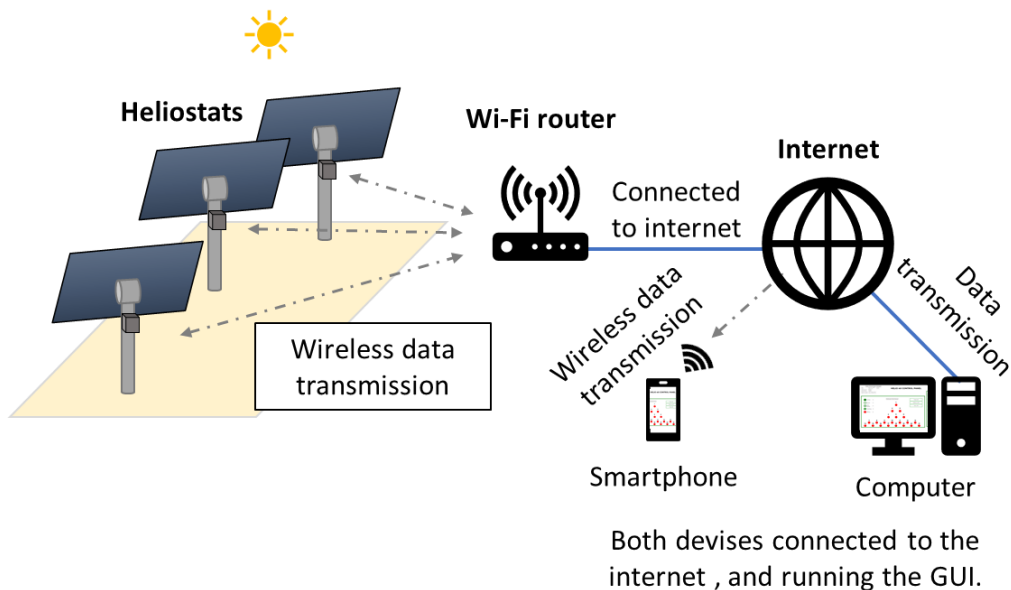 Heliostats
Wi-Fi router
Internet
Connected
to internet
Wireless data
transmission
Wireless data
transmission
Data
transmission
Smartphone
Computer
Both devises connected to the
internet , and running the GUI.